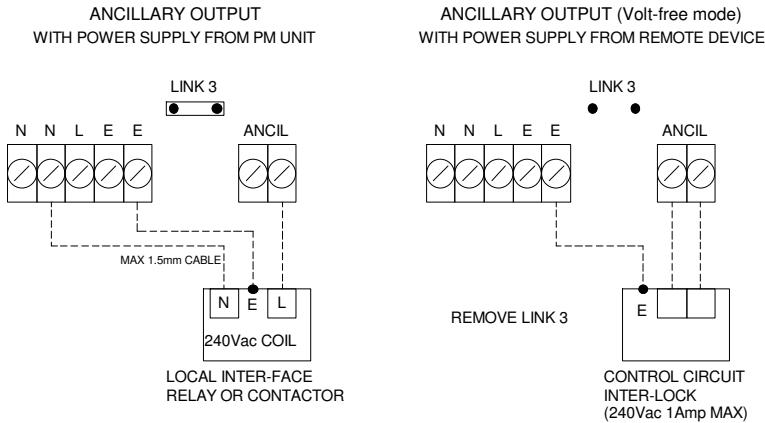 ANCILLARY OUTPUT
WITH POWER SUPPLY FROM PM UNIT
LINK 3
N N L E E
ANCIL
MAX 1.5mm CABLE
N E L
240Vac COIL
LOCAL INTER-FACE
RELAY OR CONTACTOR
ANCILLARY OUTPUT (Volt-free mode)
WITH POWER SUPPLY FROM REMOTE DEVICE
LINK 3
N N L E E
ANCIL
REMOVE LINK 3
E
CONTROL CIRCUIT
INTER-LOCK
(240Vac 1Amp MAX)